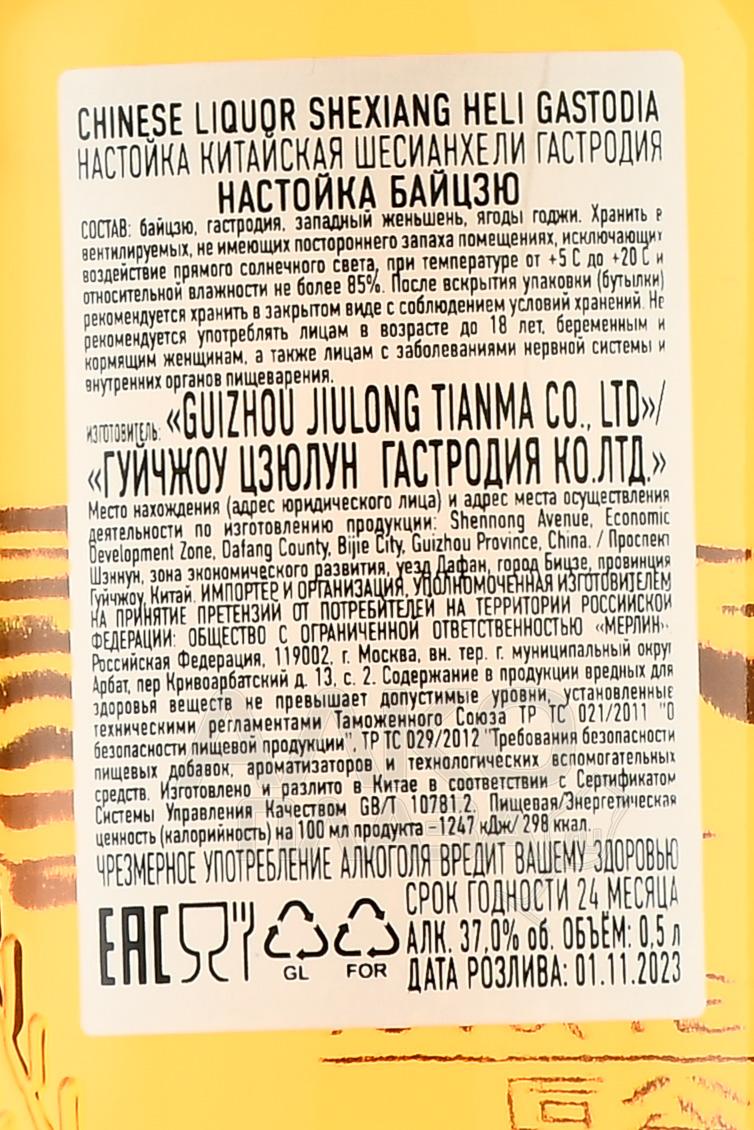 CHINESE LIQUOR SHEXIANG HELI GASTODIA
НАСТОЙКА КИТАЙСКАЯ ШЕСИАНХЕЛИ ГАСТРОДИЯ
НАСТОЙКА БАЙЦЗЮ
СОСТАВ: байцзю, гастродия, западный женьшень, ягоды годжи. Хранить в
вентилируемых, не имеющих постороннего запаха помещениях, исключающих
воздействие прямого солнечного света, при температуре от +5 С до +20 С и
относительной влажности не более 85%. После вскрытия упаковки (бутылки)
рекомендуется хранить в закрытом виде с соблюдением условий хранений. Не
рекомендуется употреблять лицам в возрасте до 18 лет, беременным и
кормящим женщинам, а также лицам с заболеваниями нервной системы и
внутренних органов пищеварения.
ИЗГОТОВИТЕЛЬ: «GUIZHOU JIULONG TIANMA CO., LTD»/
«ГУЙЧЖОУ ЦЗЮЛУН ГАСТРОДИЯ КО.ЛТД.»
Место нахождения (адрес юридического лица) и адрес места осуществления
деятельности по изготовлению продукции: Shennong Avenue, Economic
Development Zone, Dafang County, Bijie City, Guizhou Province, China. / Проспект
Шэннун, зона экономического развития, уезд Дафан, город Бицзе, провинция
Гуйчжоу, Китай. ИМПОРТЕР И ОРГАНИЗАЦИЯ, УПОЛНОМОЧЕННАЯ ИЗГОТОВИТЕЛЕМ
НА ПРИНЯТИЕ ПРЕТЕНЗИЙ ОТ ПОТРЕБИТЕЛЕЙ НА ТЕРРИТОРИИ РОССИЙСКОЙ
ФЕДЕРАЦИИ: ОБЩЕСТВО С ОГРАНИЧЕННОЙ ОТВЕТСТВЕННОСТЬЮ «МЕРЛИН».
Российская Федерация, 119002, г. Москва, вн. тер. г. муниципальный округ
Арбат, пер Кривоарбатский д. 13, с. 2. Содержание в продукции вредных для
здоровья веществ не превышает допустимые уровни, установленные
техническими регламентами Таможенного Союза ТР ТС 021/2011 "О
безопасности пищевой продукции", ТР ТС 029/2012 "Требования безопасности
пищевых добавок, ароматизаторов и технологических вспомогательных
средств. Изготовлено и разлито в Китае в соответствии с Сертификатом
Системы Управления Качеством GB/T 10781.2. Пищевая/Энергетическая
ценность (калорийность) на 100 мл продукта –1247 кДж/ 298 ккал.
ЧРЕЗМЕРНОЕ УПОТРЕБЛЕНИЕ АЛКОГОЛЯ ВРЕДИТ ВАШЕМУ ЗДОРОВЬЮ
СРОК ГОДНОСТИ 24 МЕСЯЦА
EAC GL FOR АЛК. 37,0% об. ОБЪЁМ: 0,5 л
ДАТА РОЗЛИВА: 01.11.2023